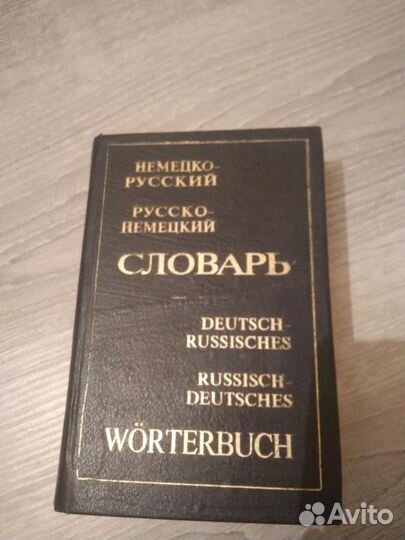 НЕМЕЦКО-
РУССКИЙ
РУССКО-
НЕМЕЦКИЙ
СЛОВАРЬ
DEUTSCH-
RUSSISCHES
RUSSISCH-
DEUTSCHES
WÖRTERBUCH
Avito